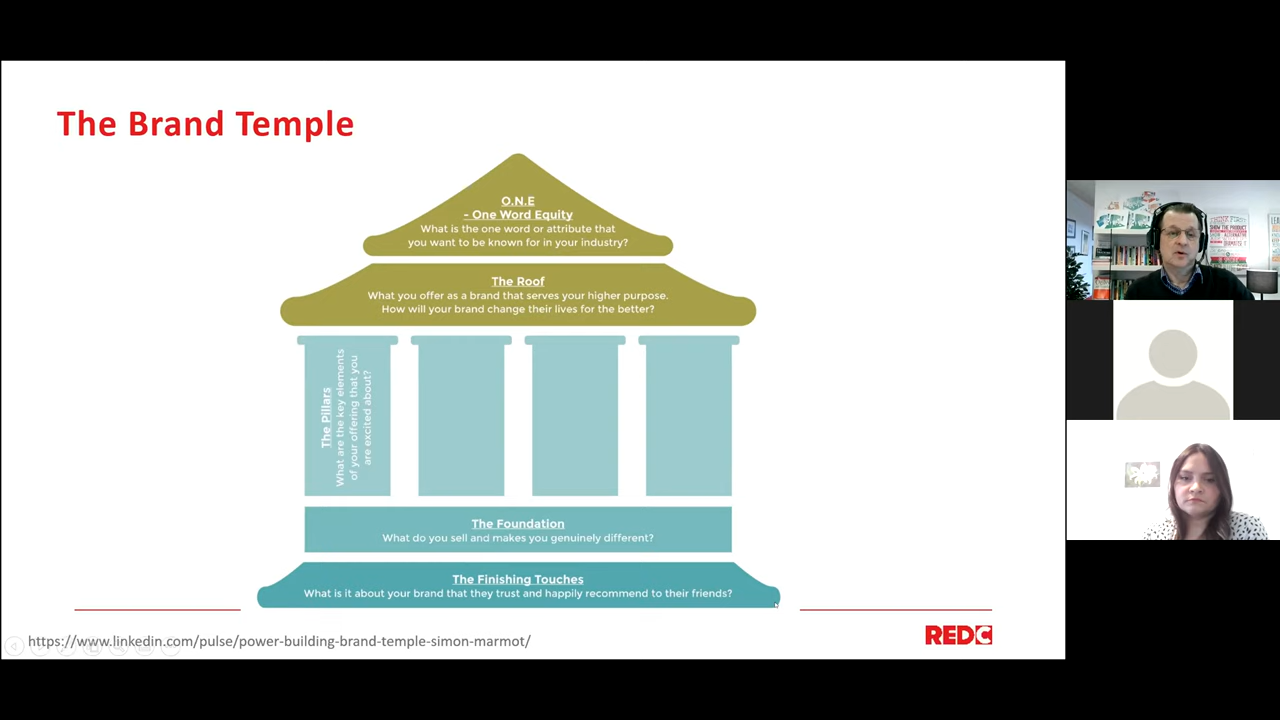 The Brand Temple
O.N.E
- One Word Equity
What is the one word or attribute that
you want to be known for in your industry?
The Roof
What you offer as a brand that serves your higher purpose.
How will your brand change their lives for the better?
The Pillars
What are the key elements
of your offering that you
are excited about?
The Foundation
What do you sell and makes you genuinely different?
The Finishing Touches
What is it about your brand that they trust and happily recommend to their friends?
https://www.linkedin.com/pulse/power-building-brand-temple-simon-marmot/
REDC
THINK FIRST
SHOW THE PRODUCT